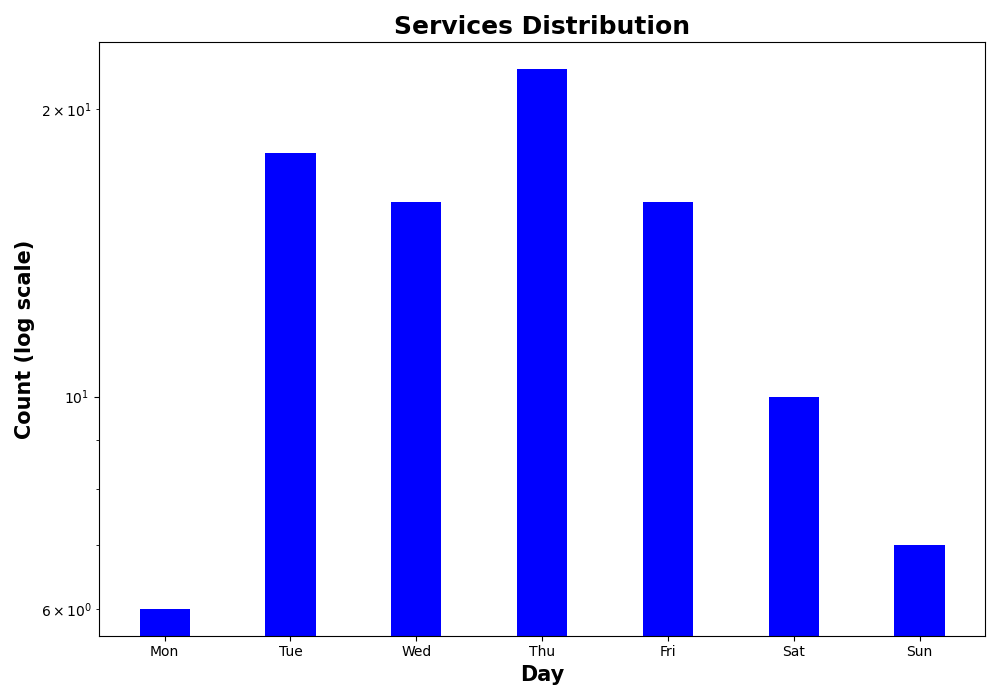 Services Distribution
Count (log scale)
2 × 10¹
10¹
6 × 10⁰
Mon Tue Wed Thu Fri Sat Sun
Day